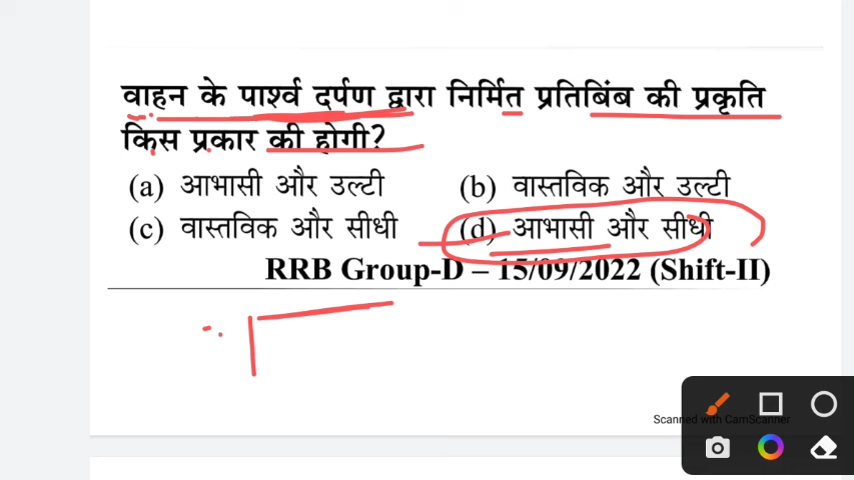 वाहन के पार्श्व दर्पण द्वारा निर्मित प्रतिबिंब की प्रकृति
किस प्रकार की होगी?
(a) आभासी और उल्टी (b) वास्तविक और उल्टी
(c) वास्तविक और सीधी (d) आभासी और सीधी
RRB Group-D – 15/09/2022 (Shift-II)
Scanned with CamScanner